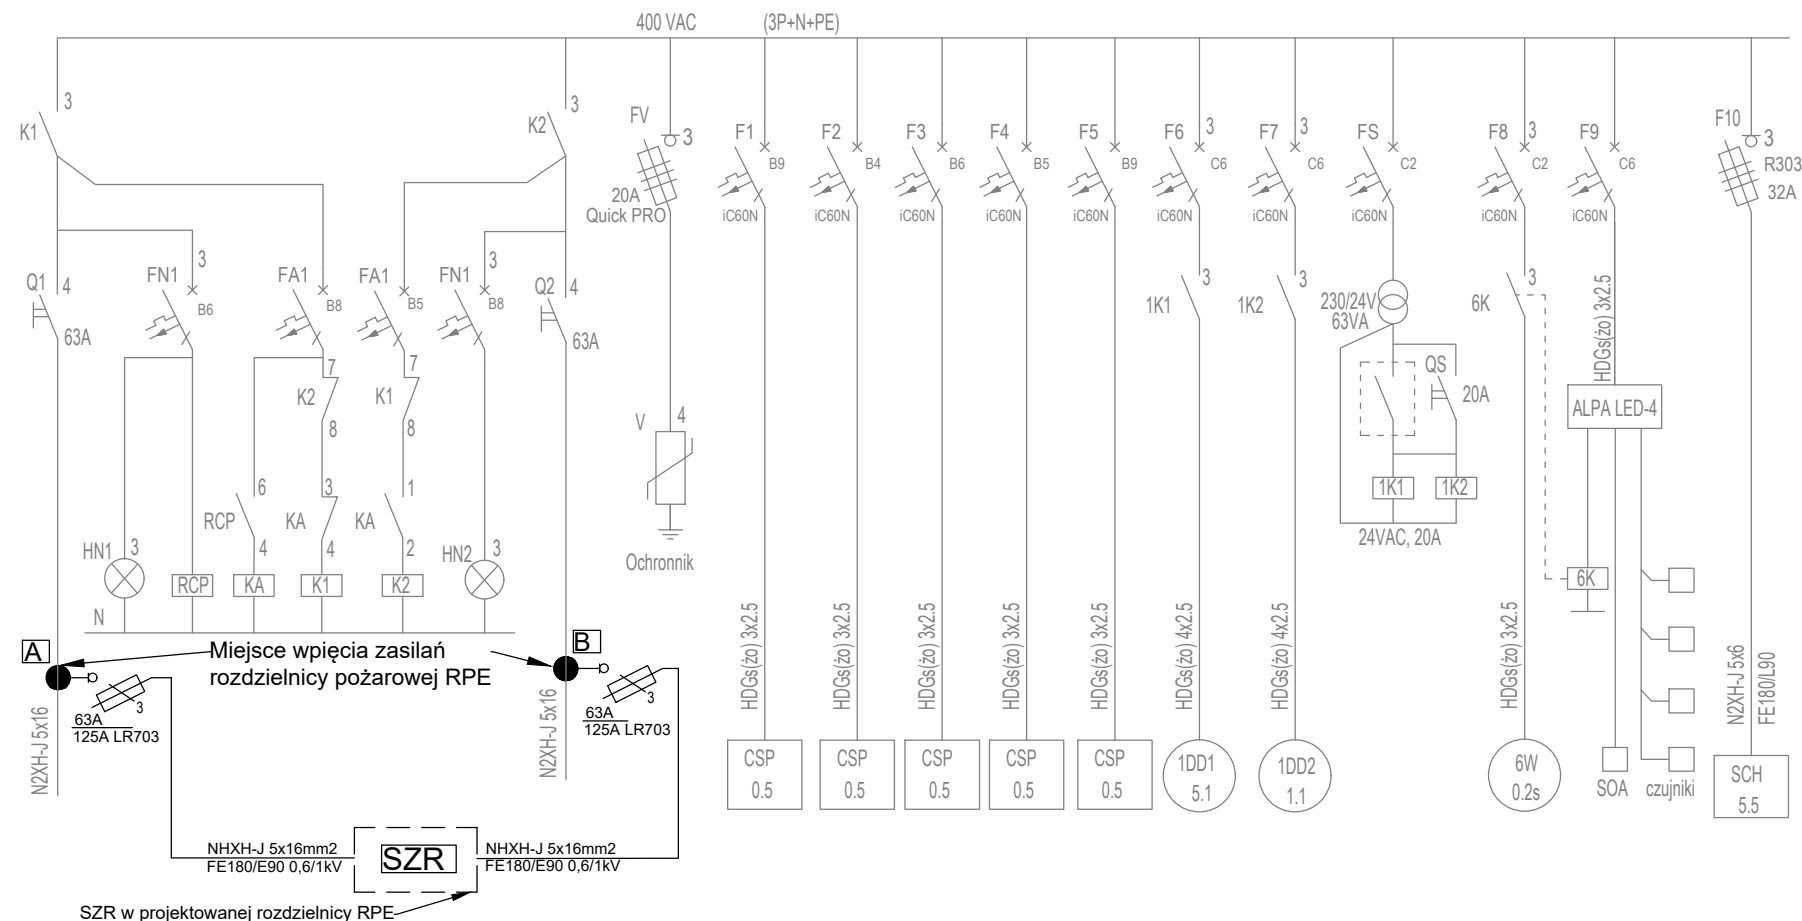 400 VAC (3P+N+PE)
3
K1
3
K2
FV
3
20A
Quick PRO
F1
B9
iC60N
F2
B4
iC60N
F3
B6
iC60N
F4
B5
iC60N
F5
B9
iC60N
F6
3
C6
iC60N
F7
3
C6
iC60N
FS
C2
iC60N
F8
3
C2
iC60N
F9
C6
iC60N
F10
3
R303
32A
Q1
4
63A
FN1
3
B6
FA1
B8
FA1
B5
FN1
3
B8
Q2
4
63A
1K1
3
1K2
3
230/24V
63VA
QS
20A
6K
3
HDGs(żo) 3x2.5
ALPA LED-4
7
K2
8
7
K1
8
V
4
Ochronnik
RCP
6
4
KA
3
4
KA
1
2
1K1
1K2
24VAC, 20A
HN1
3
RCP
KA
K1
K2
HN2
3
N
6K
A
Miejsce wpięcia zasilań
rozdzielnicy pożarowej RPE
B
3
63A
125A LR703
3
63A
125A LR703
N2XH-J 5x16
N2XH-J 5x16
HDGs(żo) 3x2.5
HDGs(żo) 3x2.5
HDGs(żo) 3x2.5
HDGs(żo) 3x2.5
HDGs(żo) 3x2.5
HDGs(żo) 4x2.5
HDGs(żo) 4x2.5
HDGs(żo) 3x2.5
N2XH-J 5x6
FE180/L90
CSP
0.5
CSP
0.5
CSP
0.5
CSP
0.5
CSP
0.5
1DD1
5.1
1DD2
1.1
6W
0.2s
SOA
czujniki
SCH
5.5
NHXH-J 5x16mm2
FE180/E90 0,6/1kV
SZR
NHXH-J 5x16mm2
FE180/E90 0,6/1kV
SZR w projektowanej rozdzielnicy RPE